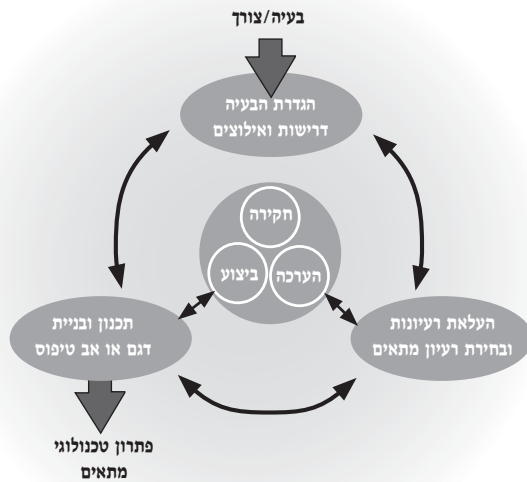 בעיה/צורך
הגדרת הבעיה
דרישות ואילוצים
חקירה
ביצוע
הערכה
העלאת רעיונות
ובחירת רעיון מתאים
תכנון ובניית
דגם או אב טיפוס
פתרון טכנולוגי
מתאים